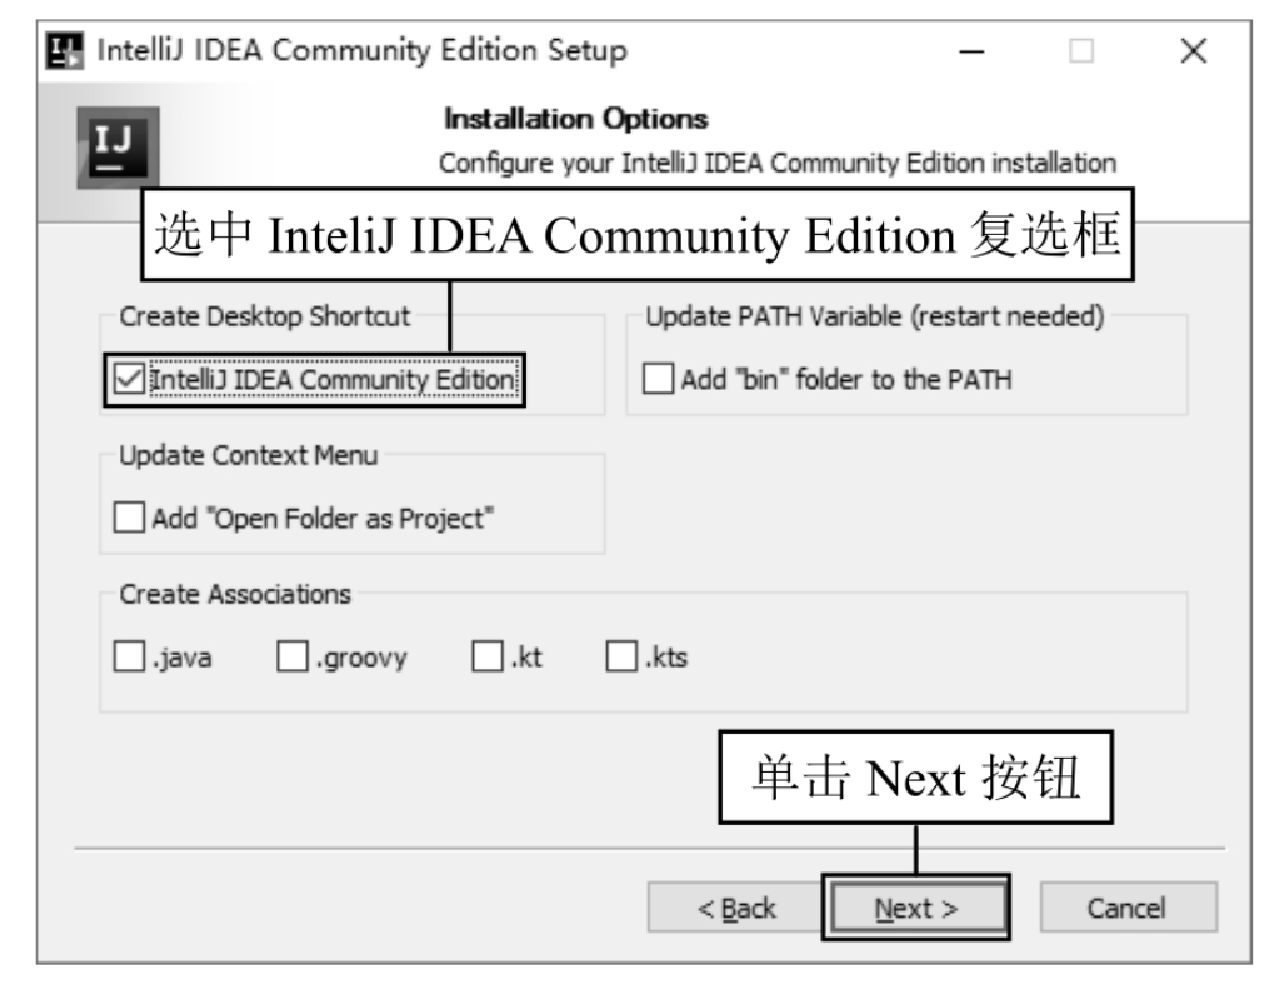 IntelliJ IDEA Community Edition Setup
IJ
Installation Options
Configure your IntelliJ IDEA Community Edition installation
选中 InteliJ IDEA Community Edition 复选框
Create Desktop Shortcut
Update PATH Variable (restart needed)
IntelliJ IDEA Community Edition
Add "bin" folder to the PATH
Update Context Menu
Add "Open Folder as Project"
Create Associations
.java .groovy .kt .kts
单击 Next 按钮
< Back Next > Cancel